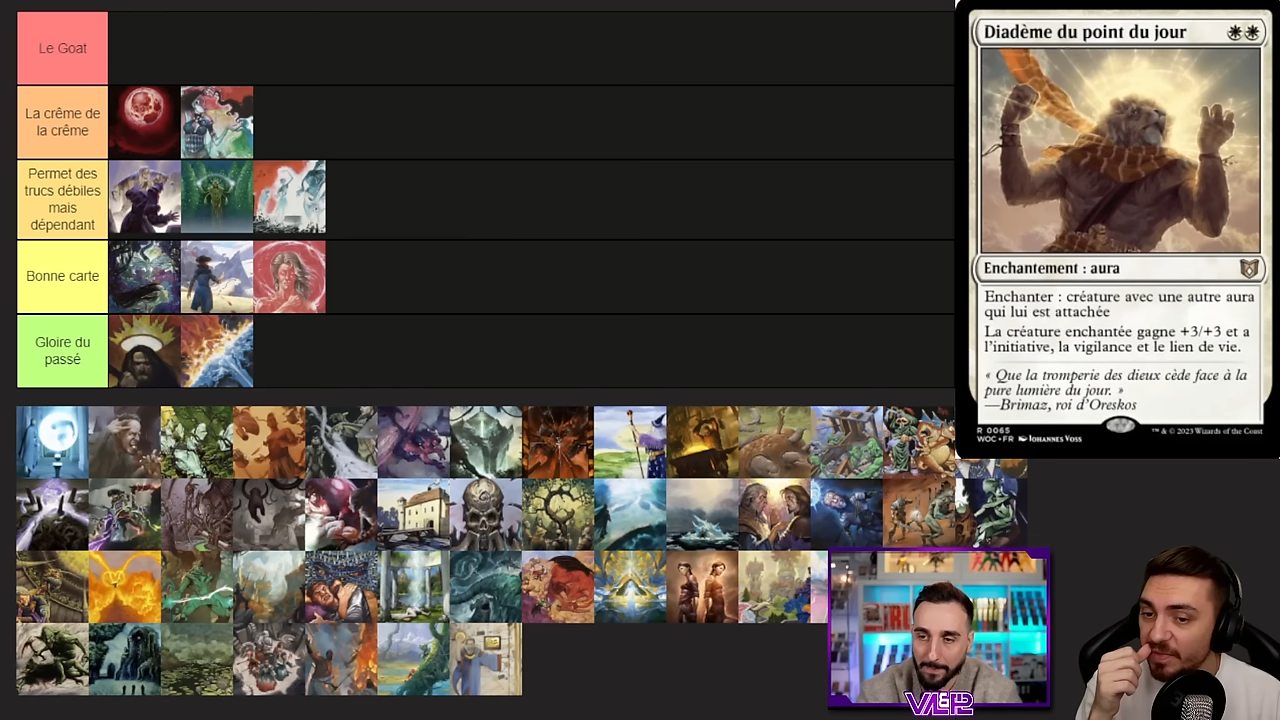 Le Goat
La crême de
la crême
Permet des
trucs débiles
mais
dépendant
Bonne carte
Gloire du
passé
Diadème du point du jour
Enchantement : aura
Enchanter : créature avec une autre aura
qui lui est attachée
La créature enchantée gagne +3/+3 et a
l'initiative, la vigilance et le lien de vie.
« Que la tromperie des dieux cède face à la
pure lumière du jour. »
—Brimaz, roi d'Oreskos
R 0065
WOC • FR Johannes Voss
™ & © 2023 Wizards of the Coast